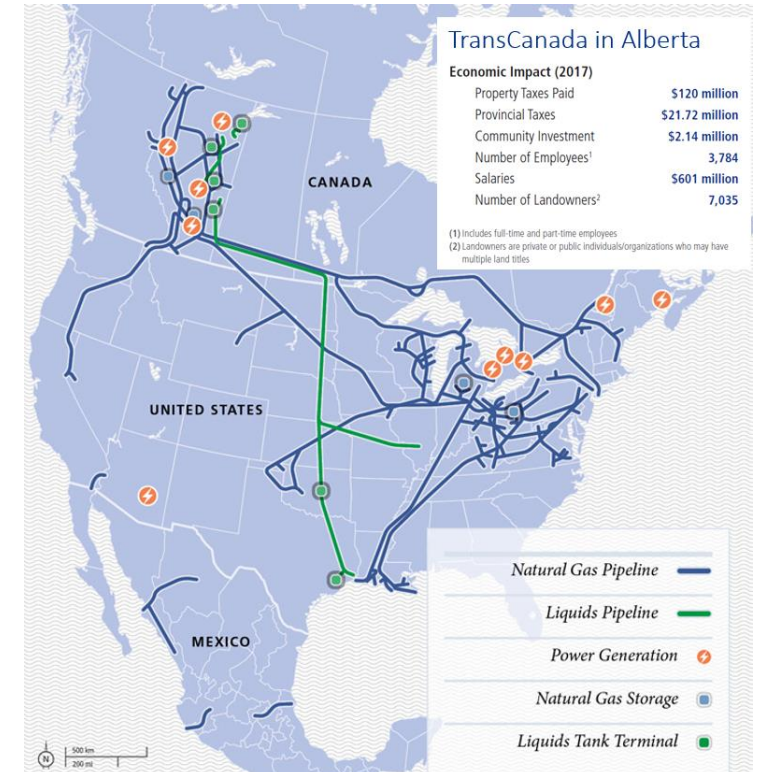 TransCanada in Alberta
Economic Impact (2017)
Property Taxes Paid $120 million
Provincial Taxes $21.72 million
Community Investment $2.14 million
Number of Employees¹ 3,784
Salaries $601 million
Number of Landowners² 7,035
(1) Includes full-time and part-time employees
(2) Landowners are private or public individuals/organizations who may have
multiple land titles
CANADA
UNITED STATES
MEXICO
Natural Gas Pipeline
Liquids Pipeline
Power Generation
Natural Gas Storage
Liquids Tank Terminal
N
500 km
200 mi